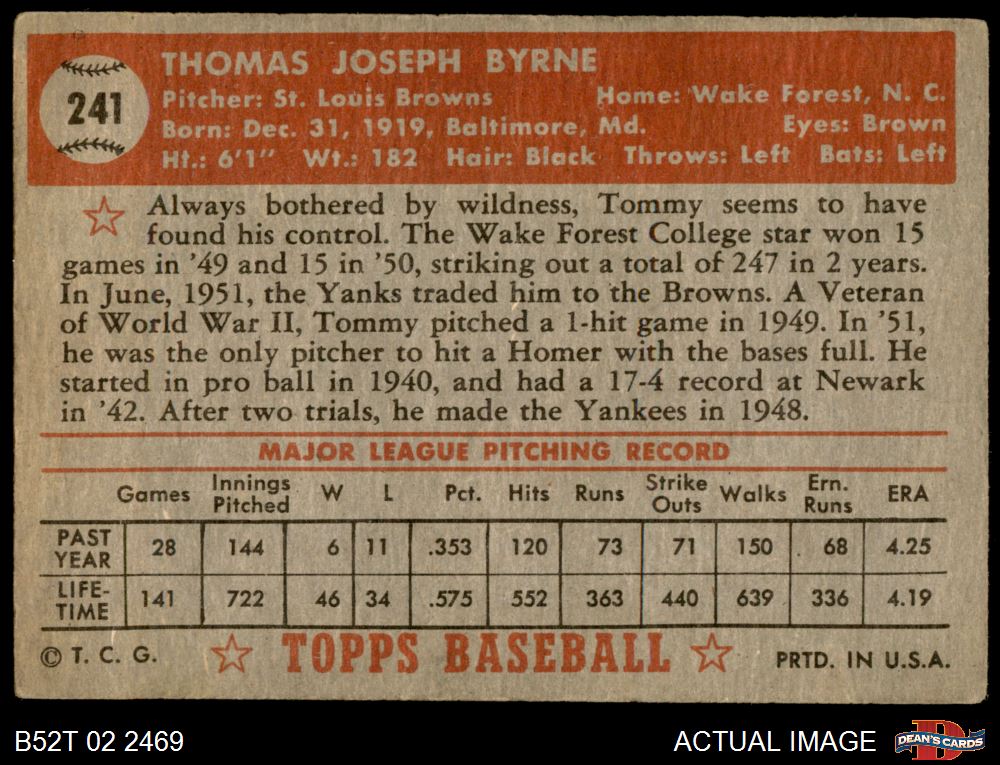 241
THOMAS JOSEPH BYRNE
Pitcher: St. Louis Browns Home: Wake Forest, N. C.
Born: Dec. 31, 1919, Baltimore, Md. Eyes: Brown
Ht.: 6'1" Wt.: 182 Hair: Black Throws: Left Bats: Left
Always bothered by wildness, Tommy seems to have
found his control. The Wake Forest College star won 15
games in '49 and 15 in '50, striking out a total of 247 in 2 years.
In June, 1951, the Yanks traded him to the Browns. A Veteran
of World War II, Tommy pitched a 1-hit game in 1949. In '51,
he was the only pitcher to hit a Homer with the bases full. He
started in pro ball in 1940, and had a 17-4 record at Newark
in '42. After two trials, he made the Yankees in 1948.
MAJOR LEAGUE PITCHING RECORD
Games Innings Pitched W L Pct. Hits Runs Strike Outs Walks Ern. Runs ERA
PAST YEAR 28 144 6 11 .353 120 73 71 150 68 4.25
LIFE-TIME 141 722 46 34 .575 552 363 440 639 336 4.19
© T. C. G. TOPPS BASEBALL PRTD. IN U.S.A.
B52T 02 2469 ACTUAL IMAGE DEAN'S CARDS